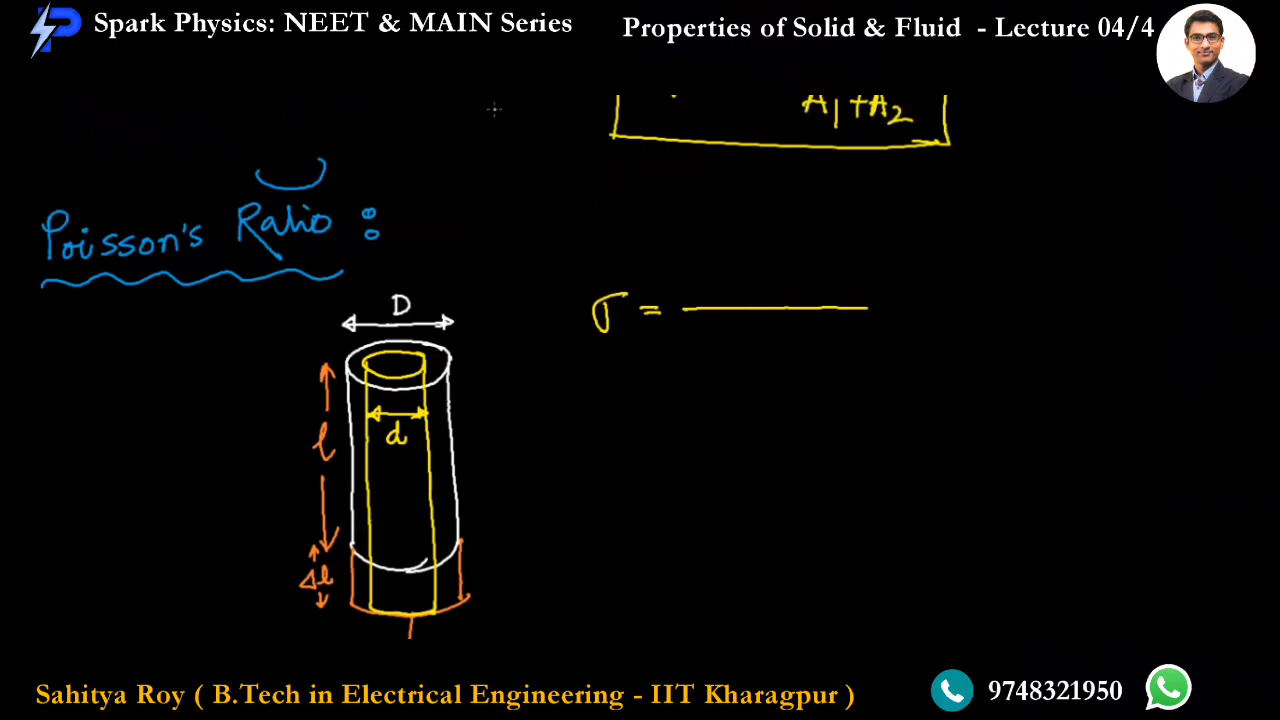 Spark Physics: NEET & MAIN Series
Properties of Solid & Fluid - Lecture 04/4
A₁+A₂
Poisson's Ratio :
D
σ =
d
l
Δl
Sahitya Roy ( B.Tech in Electrical Engineering - IIT Kharagpur )
9748321950